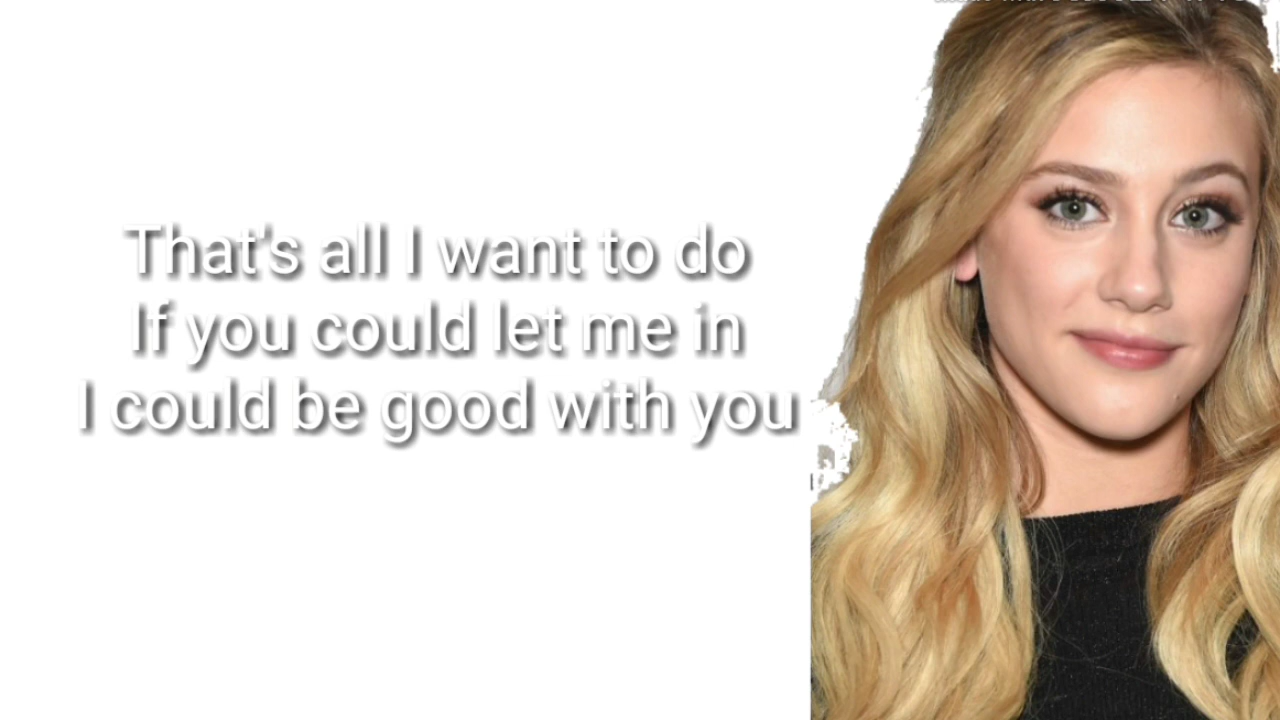 That's all I want to do
If you could let me in
I could be good with you